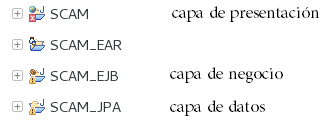 SCAM capa de presentación
SCAM_EAR
SCAM_EJB capa de negocio
SCAM_JPA capa de datos